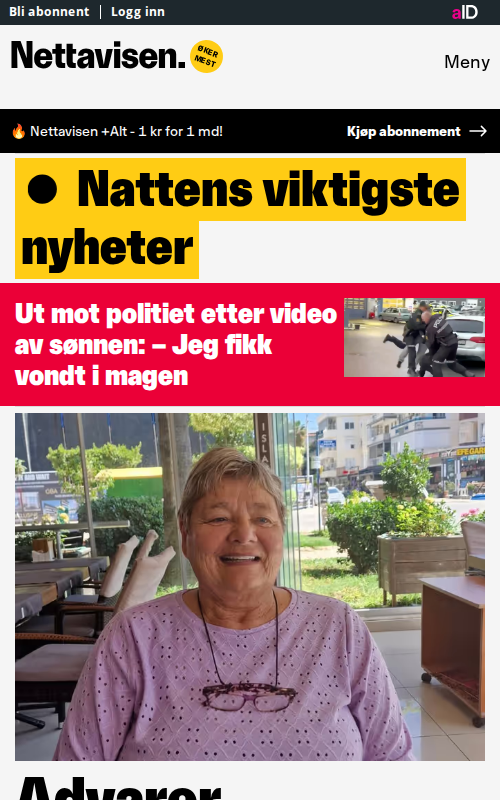 Bli abonnent
Logg inn
aID
Nettavisen.
ØKER
MEST
Meny
Nettavisen +Alt - 1 kr for 1 md!
Kjøp abonnement
Nattens viktigste
nyheter
Ut mot politiet etter video
av sønnen: – Jeg fikk
vondt i magen
ISLA
Advarer